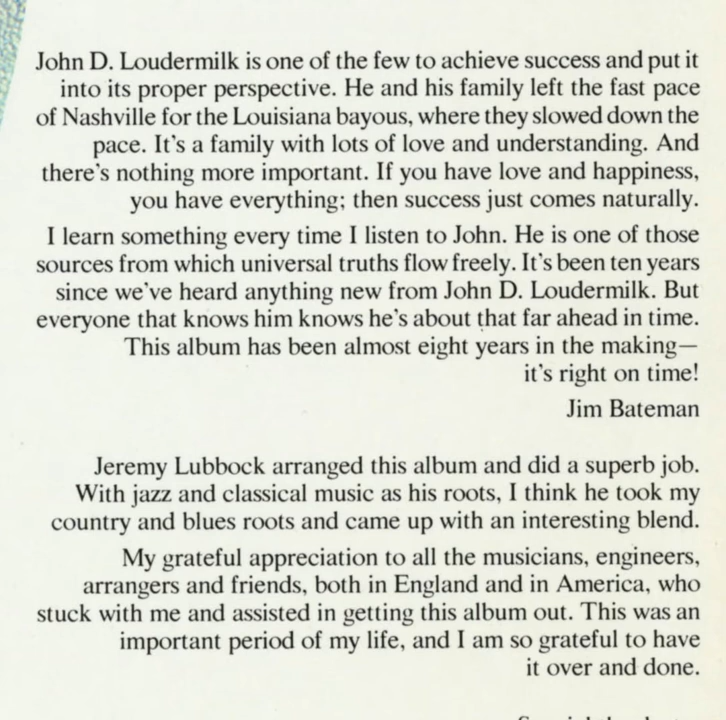 John D. Loudermilk is one of the few to achieve success and put it
into its proper perspective. He and his family left the fast pace
of Nashville for the Louisiana bayous, where they slowed down the
pace. It's a family with lots of love and understanding. And
there's nothing more important. If you have love and happiness,
you have everything; then success just comes naturally.
I learn something every time I listen to John. He is one of those
sources from which universal truths flow freely. It's been ten years
since we've heard anything new from John D. Loudermilk. But
everyone that knows him knows he's about that far ahead in time.
This album has been almost eight years in the making—
it's right on time!
Jim Bateman
Jeremy Lubbock arranged this album and did a superb job.
With jazz and classical music as his roots, I think he took my
country and blues roots and came up with an interesting blend.
My grateful appreciation to all the musicians, engineers,
arrangers and friends, both in England and in America, who
stuck with me and assisted in getting this album out. This was an
important period of my life, and I am so grateful to have
it over and done.